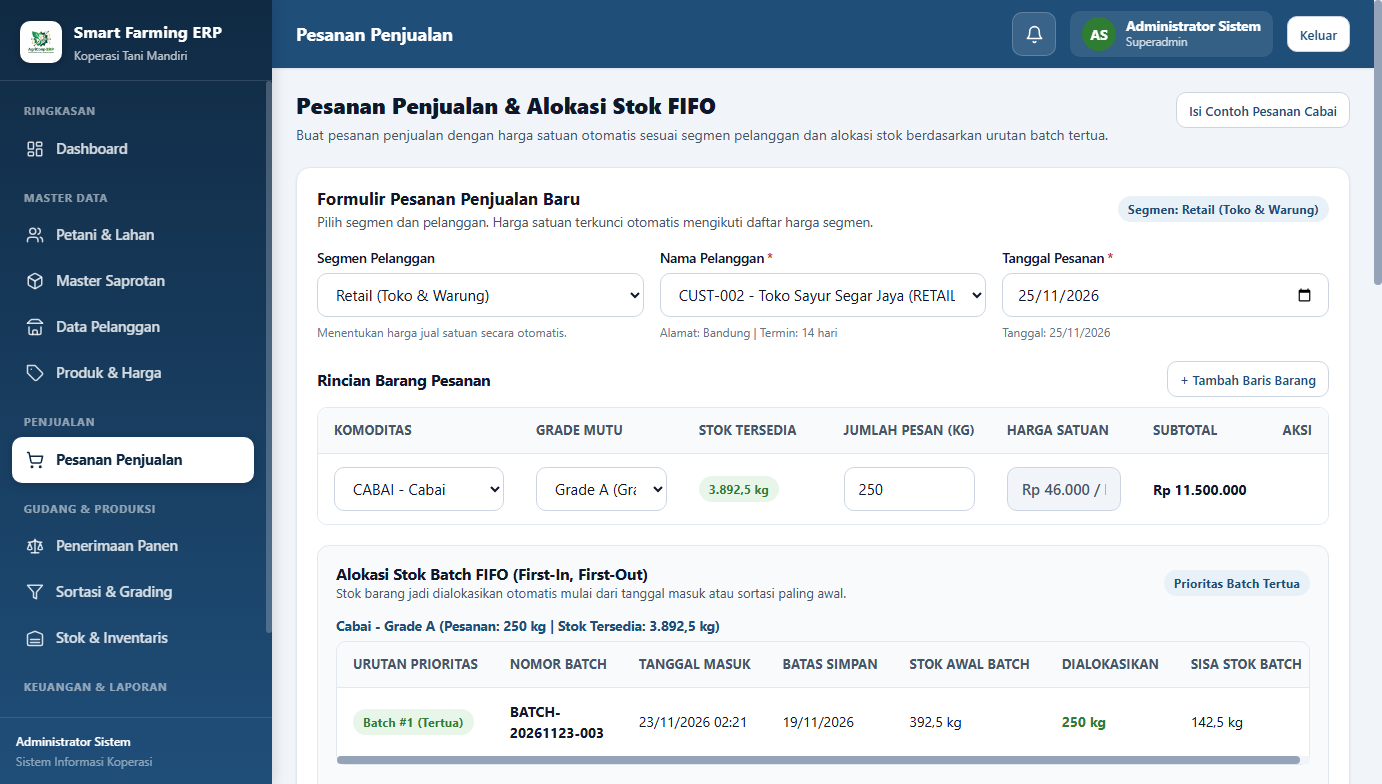 Smart Farming ERP
Koperasi Tani Mandiri
RINGKASAN
Dashboard
MASTER DATA
Petani & Lahan
Master Saprotan
Data Pelanggan
Produk & Harga
PENJUALAN
Pesanan Penjualan
GUDANG & PRODUKSI
Penerimaan Panen
Sortasi & Grading
Stok & Inventaris
KEUANGAN & LAPORAN
Administrator Sistem
Sistem Informasi Koperasi
Pesanan Penjualan
AS
Administrator Sistem
Superadmin
Keluar
Pesanan Penjualan & Alokasi Stok FIFO
Buat pesanan penjualan dengan harga satuan otomatis sesuai segmen pelanggan dan alokasi stok berdasarkan urutan batch tertua.
Isi Contoh Pesanan Cabai
Formulir Pesanan Penjualan Baru
Pilih segmen dan pelanggan. Harga satuan terkunci otomatis mengikuti daftar harga segmen.
Segmen: Retail (Toko & Warung)
Segmen Pelanggan
Retail (Toko & Warung)
Menentukan harga jual satuan secara otomatis.
Nama Pelanggan *
CUST-002 - Toko Sayur Segar Jaya (RETAIL
Alamat: Bandung | Termin: 14 hari
Tanggal Pesanan *
25/11/2026
Tanggal: 25/11/2026
Rincian Barang Pesanan
+ Tambah Baris Barang
KOMODITAS GRADE MUTU STOK TERSEDIA JUMLAH PESAN (KG) HARGA SATUAN SUBTOTAL AKSI
CABAI - Cabai Grade A (Gra 3.892,5 kg 250 Rp 46.000 / Rp 11.500.000
Alokasi Stok Batch FIFO (First-In, First-Out)
Stok barang jadi dialokasikan otomatis mulai dari tanggal masuk atau sortasi paling awal.
Prioritas Batch Tertua
Cabai - Grade A (Pesanan: 250 kg | Stok Tersedia: 3.892,5 kg)
URUTAN PRIORITAS NOMOR BATCH TANGGAL MASUK BATAS SIMPAN STOK AWAL BATCH DIALOKASIKAN SISA STOK BATCH
Batch #1 (Tertua) BATCH-
20261123-003 23/11/2026 02:21 19/11/2026 392,5 kg 250 kg 142,5 kg